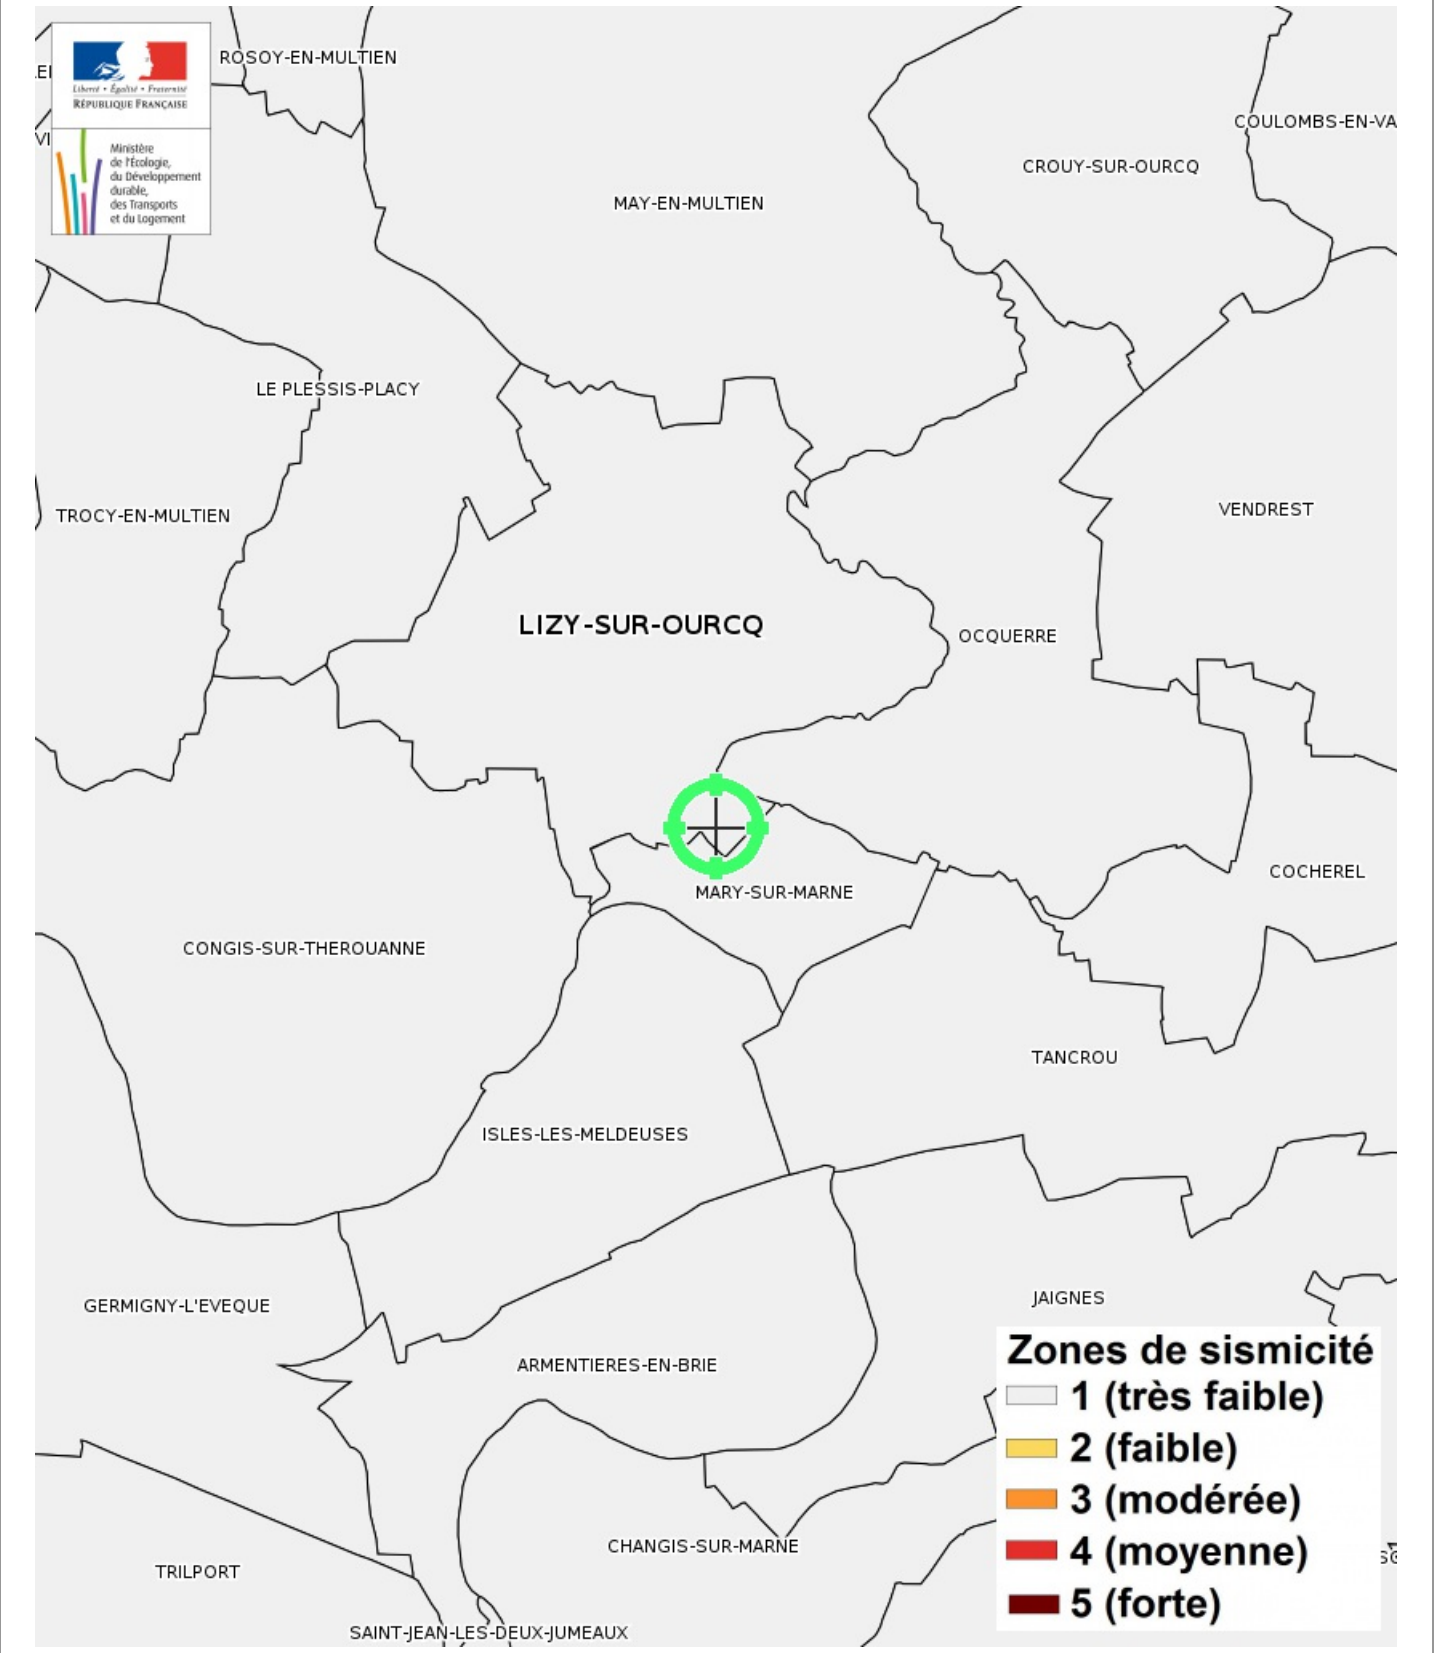 ROSOY-EN-MULTIEN
Liberté • Égalité • Fraternité
RÉPUBLIQUE FRANÇAISE
COULOMBS-EN-VA
Ministère
de l'Écologie,
du Développement
durable,
des Transports
et du Logement
CROUY-SUR-OURCQ
MAY-EN-MULTIEN
LE PLESSIS-PLACY
VENDREST
TROCY-EN-MULTIEN
LIZY-SUR-OURCQ
OCQUERRE
COCHEREL
MARY-SUR-MARNE
CONGIS-SUR-THEROUANNE
TANCROU
ISLES-LES-MELDEUSES
JAIGNES
GERMIGNY-L'EVEQUE
ARMENTIERES-EN-BRIE
CHANGIS-SUR-MARNE
TRILPORT
SAINT-JEAN-LES-DEUX-JUMEAUX
Zones de sismicité
1 (très faible)
2 (faible)
3 (modérée)
4 (moyenne)
5 (forte)